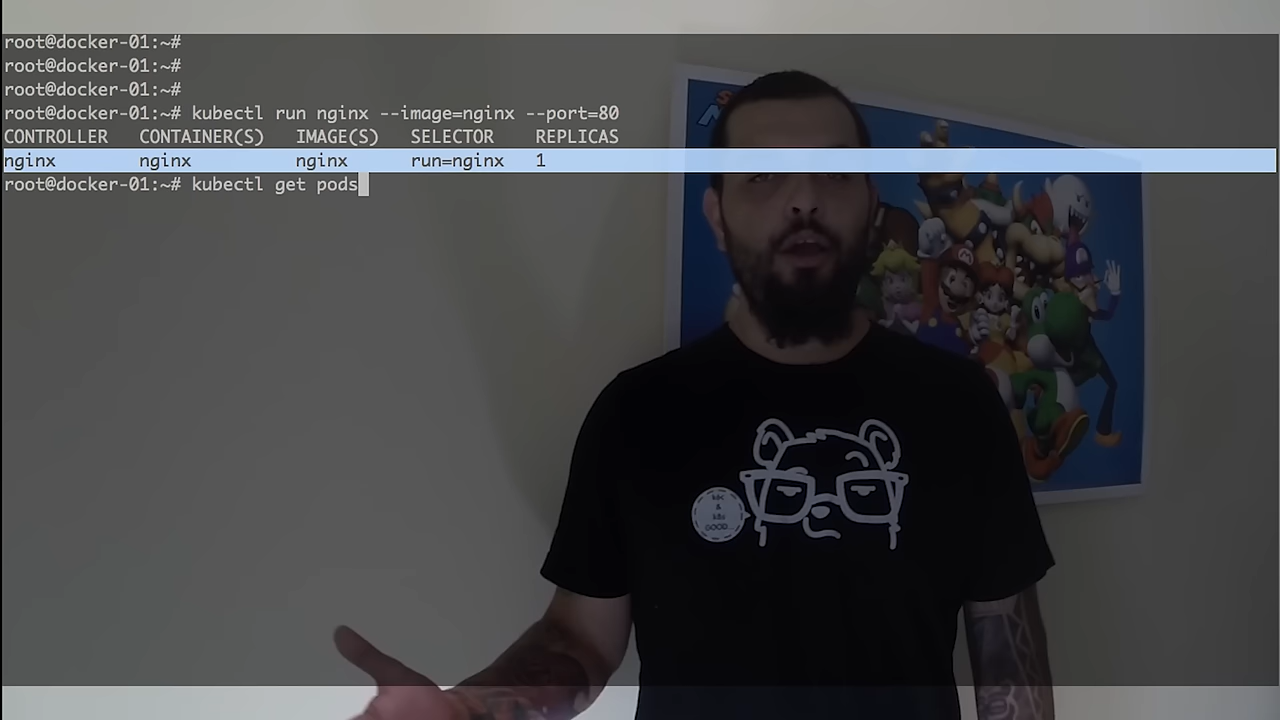 root@docker-01:~#
root@docker-01:~#
root@docker-01:~#
root@docker-01:~# kubectl run nginx --image=nginx --port=80
CONTROLLER CONTAINER(S) IMAGE(S) SELECTOR REPLICAS
nginx nginx nginx run=nginx 1
root@docker-01:~# kubectl get pods
&
GOOD...